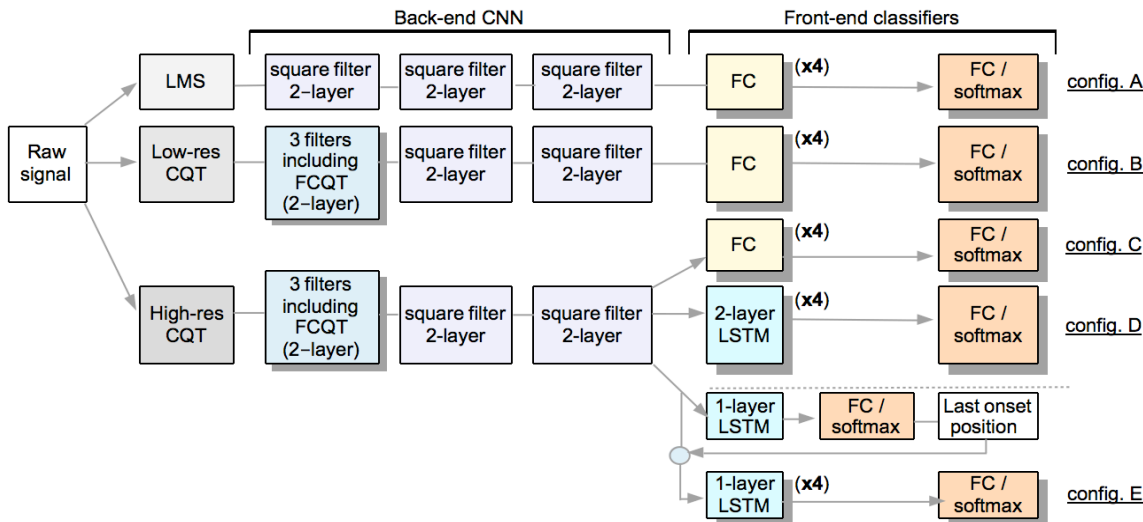 Back-end CNN
Front-end classifiers
LMS
square filter
2–layer
square filter
2-layer
square filter
2-layer
FC
(x4)
FC /
softmax
config. A
Raw
signal
Low-res
CQT
3 filters
including
FCQT
(2–layer)
square filter
2-layer
square filter
2-layer
FC
(x4)
FC /
softmax
config. B
FC
(x4)
FC /
softmax
config. C
High-res
CQT
3 filters
including
FCQT
(2–layer)
square filter
2-layer
square filter
2-layer
2-layer
LSTM
(x4)
FC /
softmax
config. D
1-layer
LSTM
FC /
softmax
Last onset
position
1-layer
LSTM
(x4)
FC /
softmax
config. E